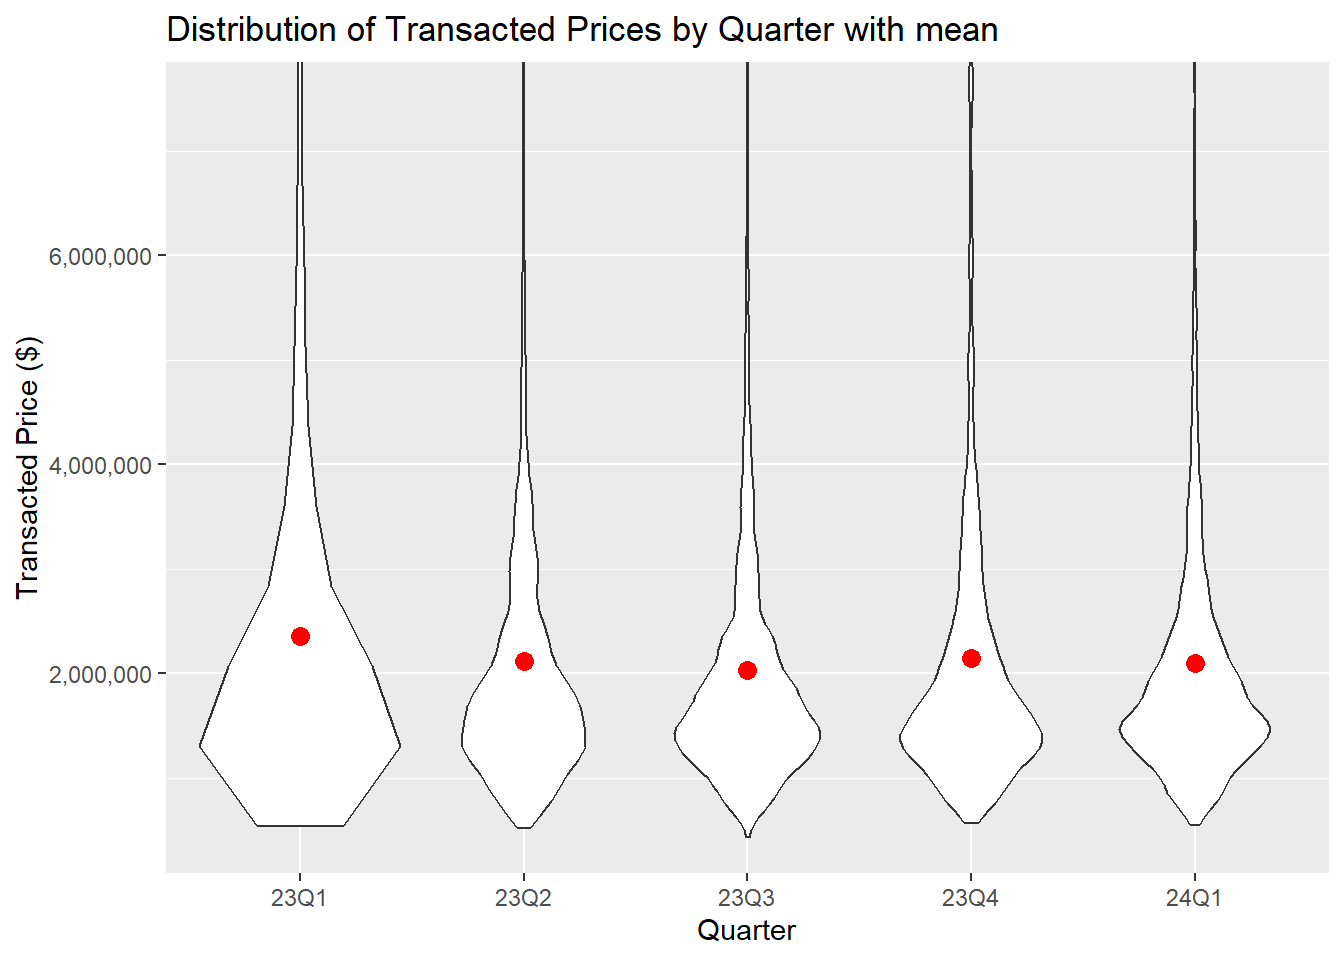 Distribution of Transacted Prices by Quarter with mean
Transacted Price ($)
6,000,000
4,000,000
2,000,000
23Q1 23Q2 23Q3 23Q4 24Q1
Quarter